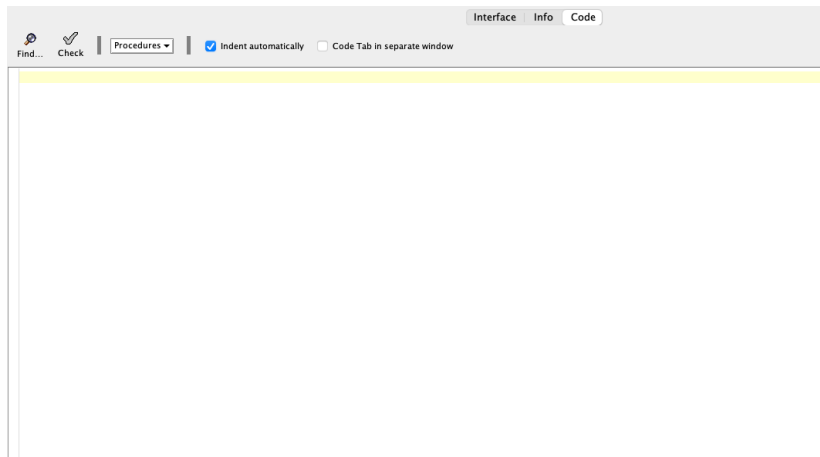 Interface Info Code
Find... Check Procedures Indent automatically Code Tab in separate window